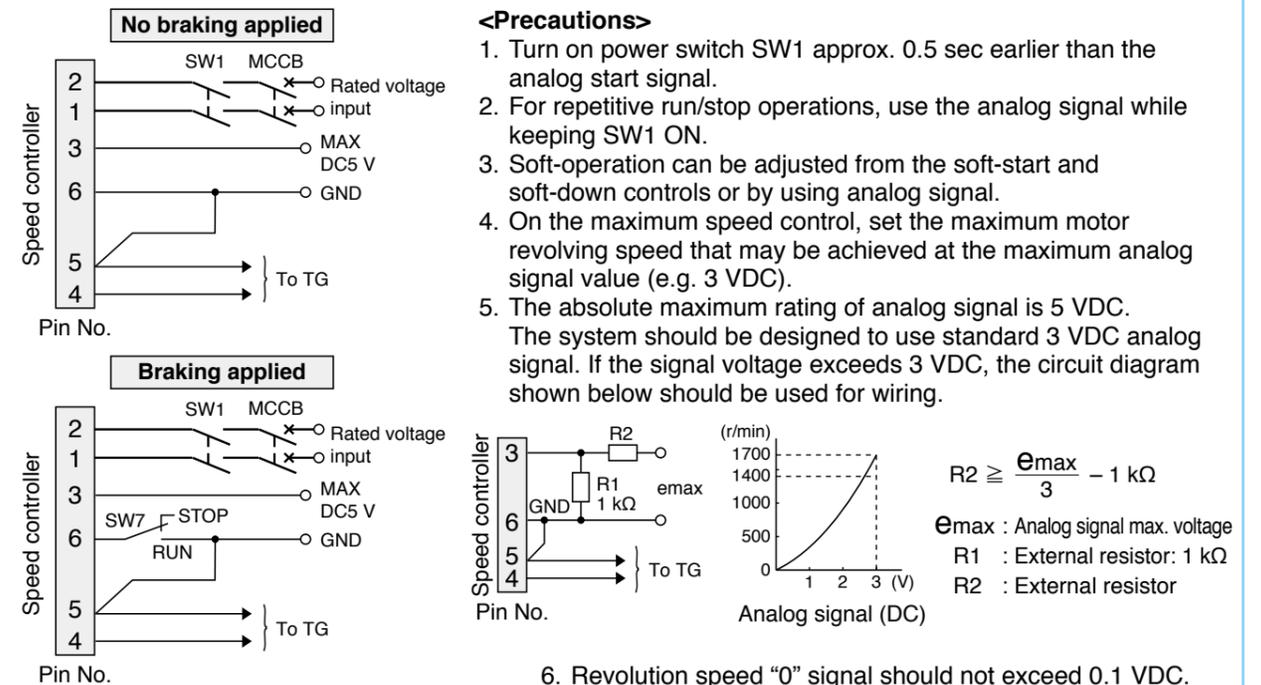 No braking applied
SW1 MCCB
2 Rated voltage
1 input
3 MAX
DC5 V
6 GND
5
To TG
4
Speed controller
Pin No.
Braking applied
SW1 MCCB
2 Rated voltage
1 input
3 MAX
DC5 V
SW7 STOP
6 GND
RUN
5
To TG
4
Speed controller
Pin No.
<Precautions>
1. Turn on power switch SW1 approx. 0.5 sec earlier than the
analog start signal.
2. For repetitive run/stop operations, use the analog signal while
keeping SW1 ON.
3. Soft-operation can be adjusted from the soft-start and
soft-down controls or by using analog signal.
4. On the maximum speed control, set the maximum motor
revolving speed that may be achieved at the maximum analog
signal value (e.g. 3 VDC).
5. The absolute maximum rating of analog signal is 5 VDC.
The system should be designed to use standard 3 VDC analog
signal. If the signal voltage exceeds 3 VDC, the circuit diagram
shown below should be used for wiring.
R2
3
R1
1 kΩ
emax
GND
6
5
To TG
4
Speed controller
Pin No.
(r/min)
1700
1400
1000
500
0
1 2 3 (V)
Analog signal (DC)
R2 ≧ emax/3 − 1 kΩ
emax : Analog signal max. voltage
R1 : External resistor: 1 kΩ
R2 : External resistor
6. Revolution speed “0” signal should not exceed 0.1 VDC.